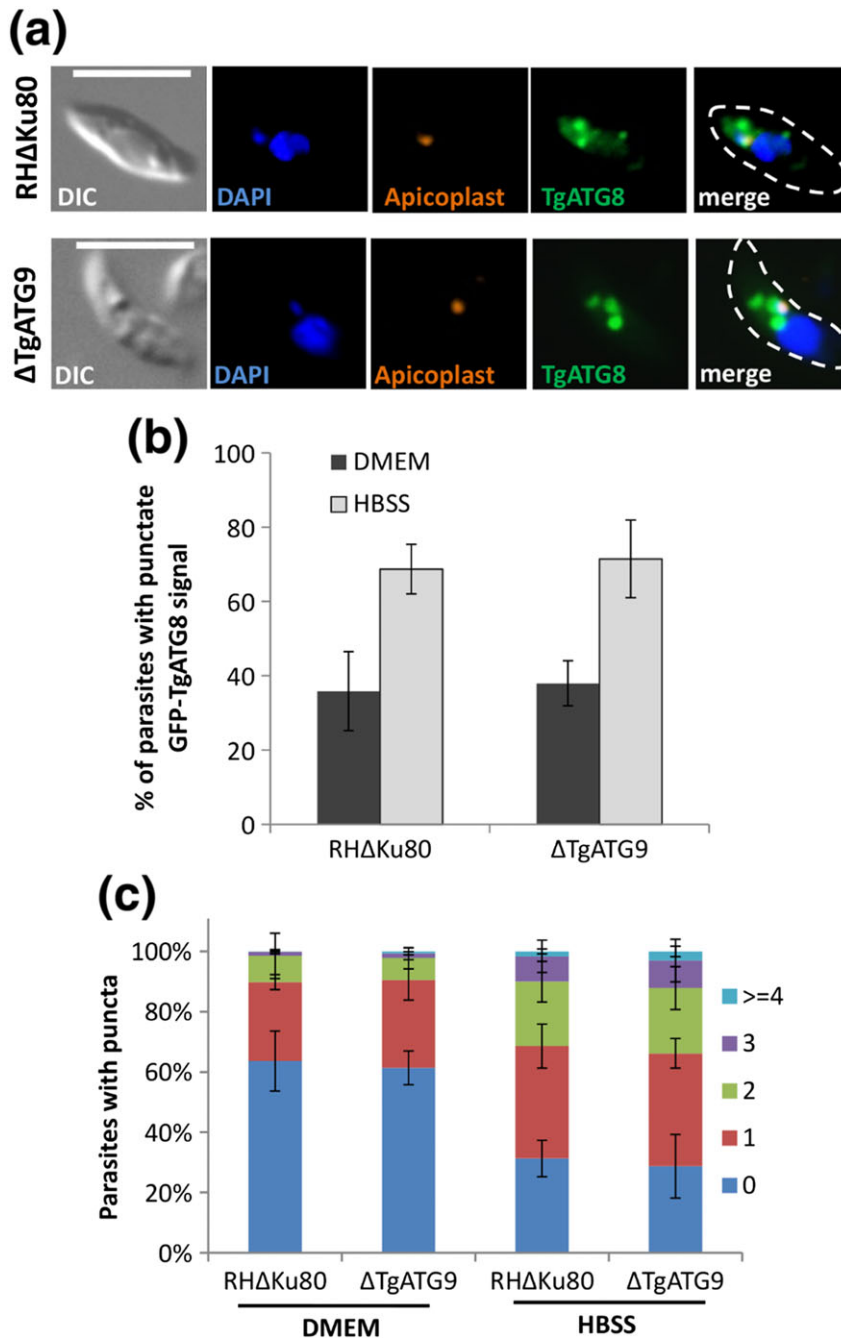 (a)
RHΔKu80
DIC
DAPI
Apicoplast
TgATG8
merge
ΔTgATG9
DIC
DAPI
Apicoplast
TgATG8
merge
(b)
% of parasites with punctate
GFP-TgATG8 signal
100
80
60
40
20
0
DMEM
HBSS
RHΔKu80
ΔTgATG9
(c)
Parasites with puncta
100%
80%
60%
40%
20%
0%
>=4
3
2
1
0
RHΔKu80
ΔTgATG9
RHΔKu80
ΔTgATG9
DMEM
HBSS